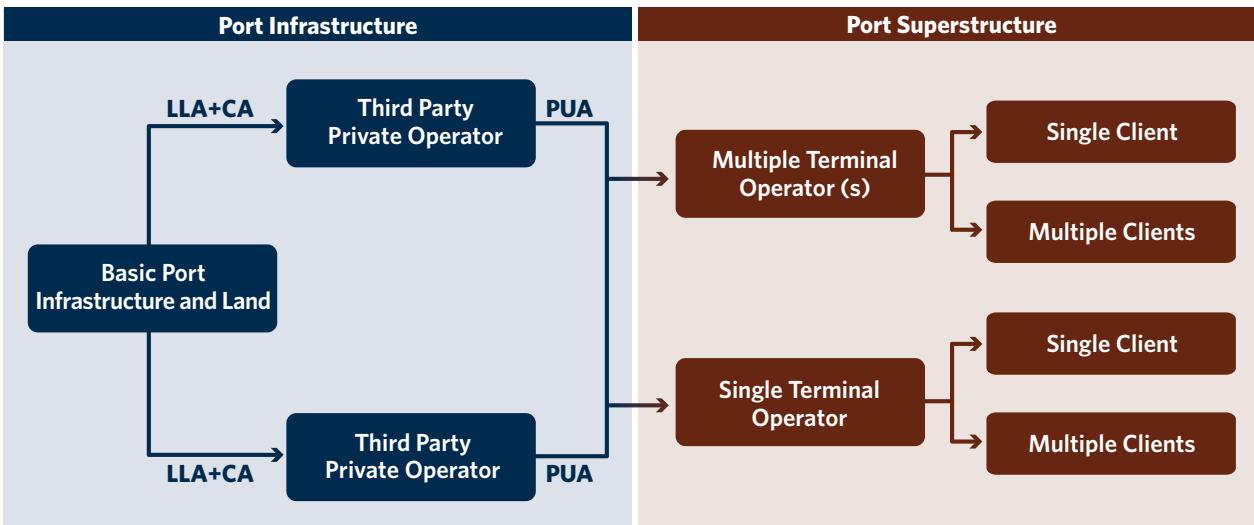 Port Infrastructure
Port Superstructure
LLA+CA
Third Party
Private Operator
PUA
Basic Port
Infrastructure and Land
LLA+CA
Third Party
Private Operator
PUA
Multiple Terminal
Operator (s)
Single Client
Multiple Clients
Single Terminal
Operator
Single Client
Multiple Clients